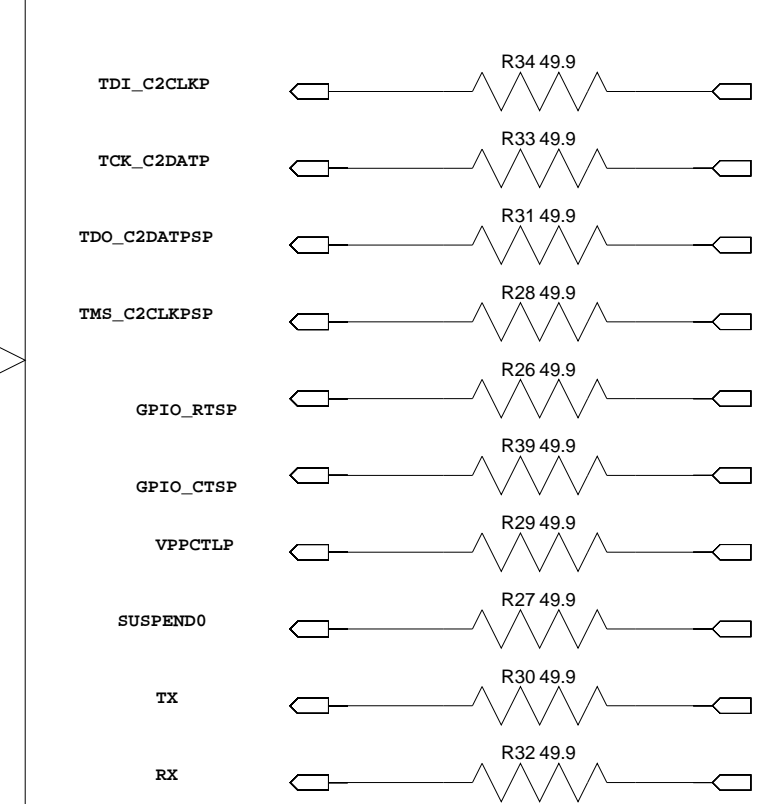 R34 49.9
TDI_C2CLKP
R33 49.9
TCK_C2DATP
R31 49.9
TDO_C2DATPSP
R28 49.9
TMS_C2CLKPSP
R26 49.9
GPIO_RTSP
R39 49.9
GPIO_CTSP
R29 49.9
VPPCTLP
R27 49.9
SUSPEND0
R30 49.9
TX
R32 49.9
RX